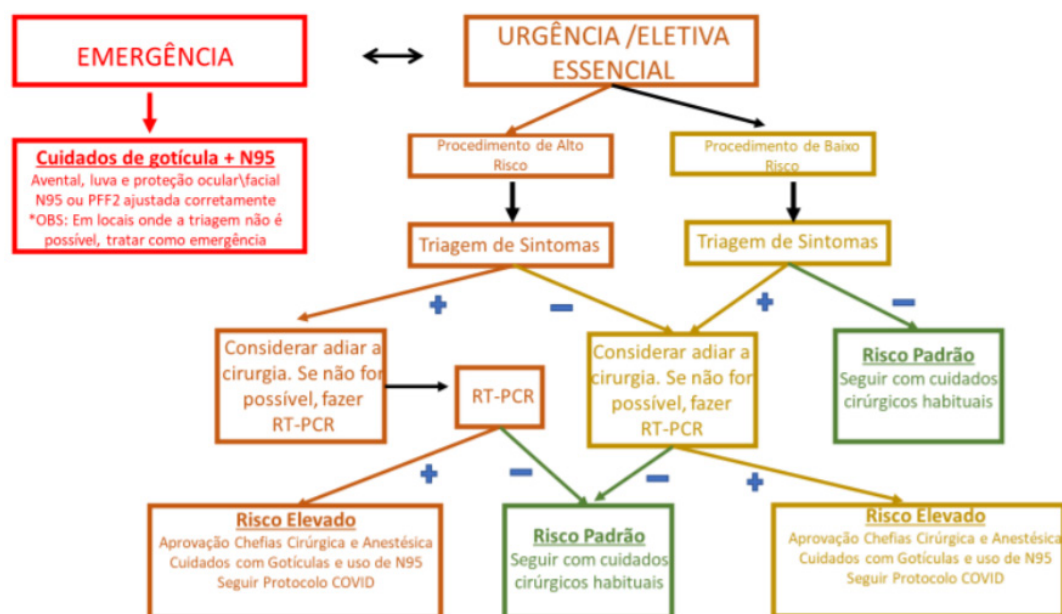 EMERGÊNCIA
URGÊNCIA /ELETIVA
ESSENCIAL
Cuidados de gotícula + N95
Avental, luva e proteção ocular\facial
N95 ou PFF2 ajustada corretamente
*OBS: Em locais onde a triagem não é
possível, tratar como emergência
Procedimento de Alto
Risco
Procedimento de Baixo
Risco
Triagem de Sintomas
Triagem de Sintomas
+
−
+
−
Considerar adiar a
cirurgia. Se não for
possível, fazer
RT-PCR
RT-PCR
Considerar adiar a
cirurgia. Se não for
possível, fazer
RT-PCR
Risco Padrão
Seguir com cuidados
cirúrgicos habituais
+
−
−
+
Risco Elevado
Aprovação Chefias Cirúrgica e Anestésica
Cuidados com Gotículas e uso de N95
Seguir Protocolo COVID
Risco Padrão
Seguir com cuidados
cirúrgicos habituais
Risco Elevado
Aprovação Chefias Cirúrgica e Anestésica
Cuidados com Gotículas e uso de N95
Seguir Protocolo COVID